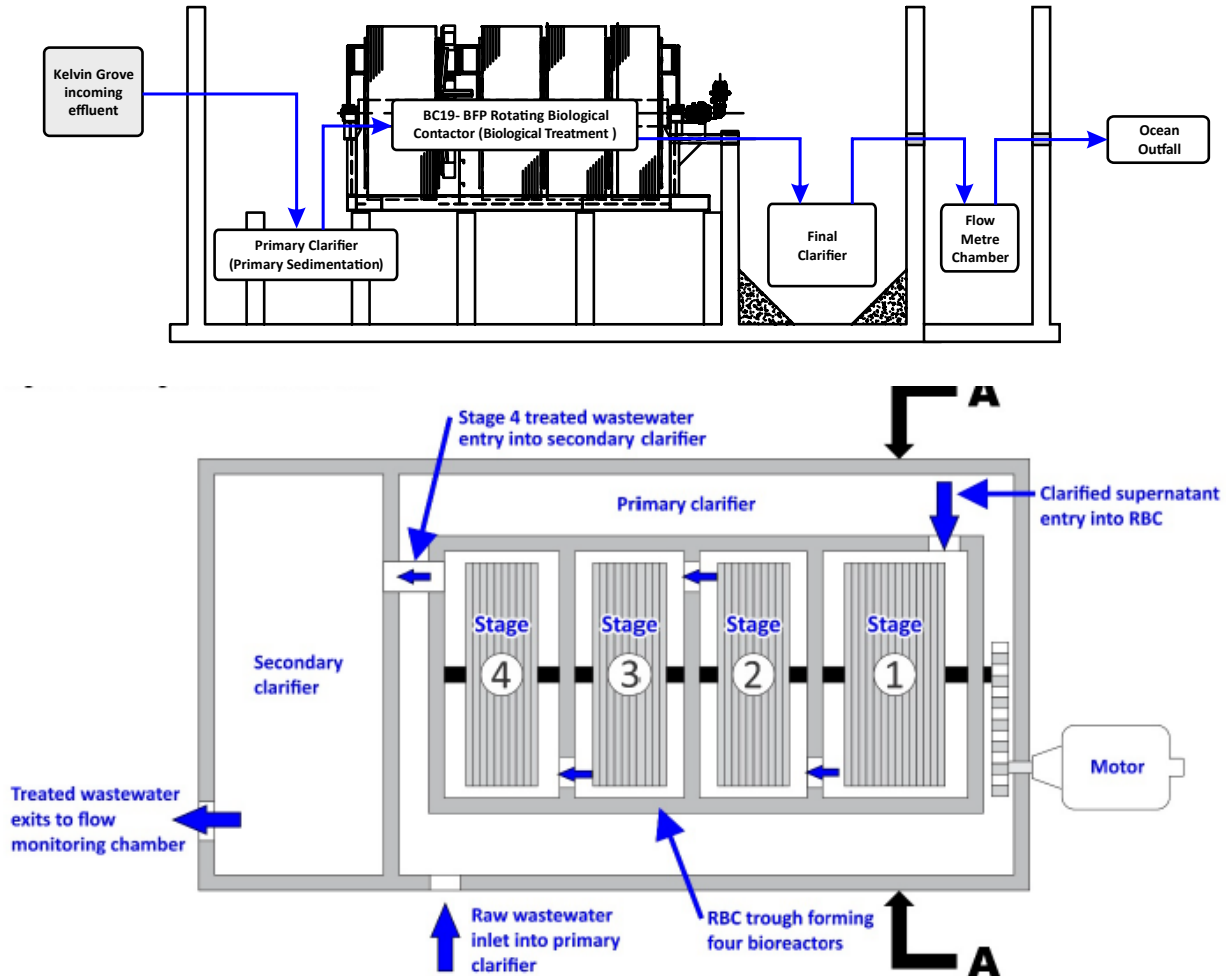 Kelvin Grove
incoming
effluent
BC19- BFP Rotating Biological
Contactor (Biological Treatment )
Ocean
Outfall
Primary Clarifier
(Primary Sedimentation)
Final
Clarifier
Flow
Metre
Chamber
A
Stage 4 treated wastewater
entry into secondary clarifier
Primary clarifier
Clarified supernatant
entry into RBC
Stage
4
Stage
3
Stage
2
Stage
1
Secondary
clarifier
Motor
Treated wastewater
exits to flow
monitoring chamber
Raw wastewater
inlet into primary
clarifier
RBC trough forming
four bioreactors
A